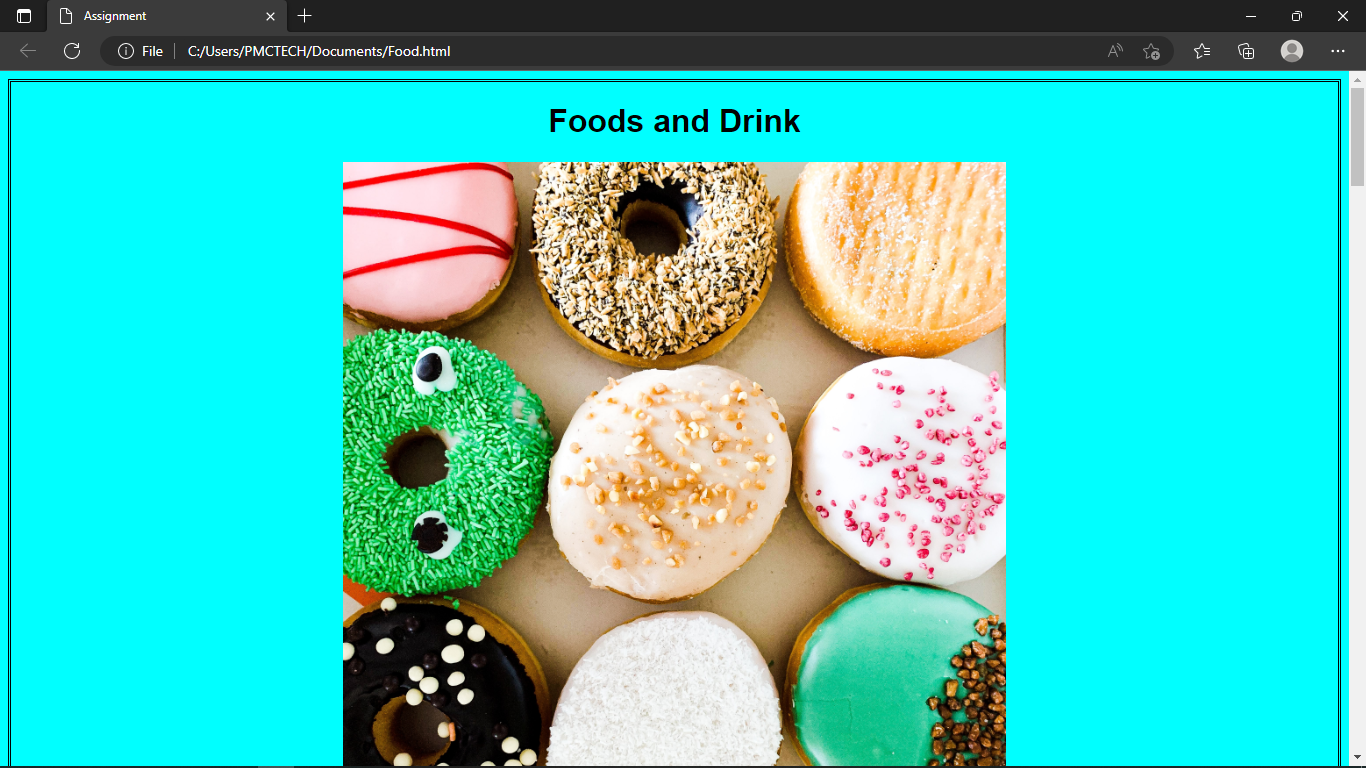 Assignment
File
C:/Users/PMCTECH/Documents/Food.html
Foods and Drink